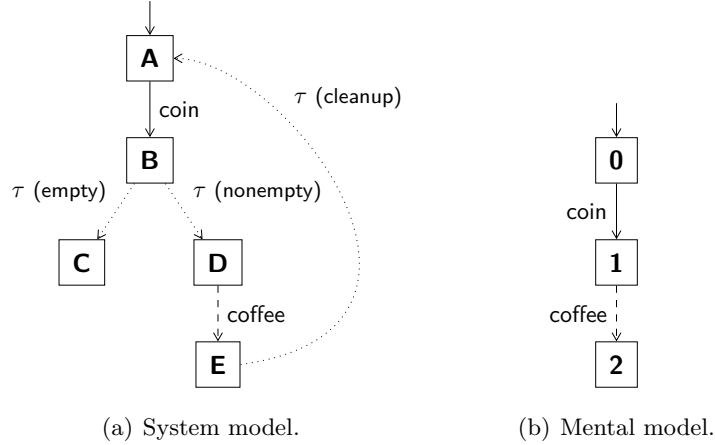 A
τ (cleanup)
coin
B
0
τ (empty)
τ (nonempty)
coin
C
D
1
coffee
coffee
E
2
(a) System model.
(b) Mental model.